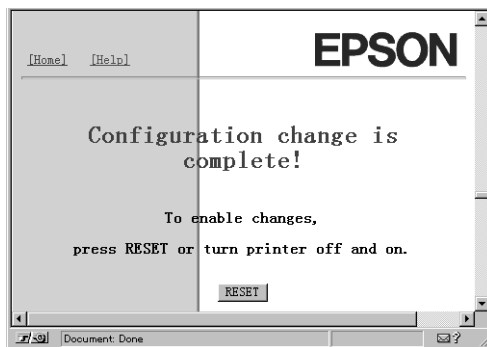 EPSON
[Home] [Help]
Configuration change is
complete!
To enable changes,
press RESET or turn printer off and on.
RESET
Document: Done
?